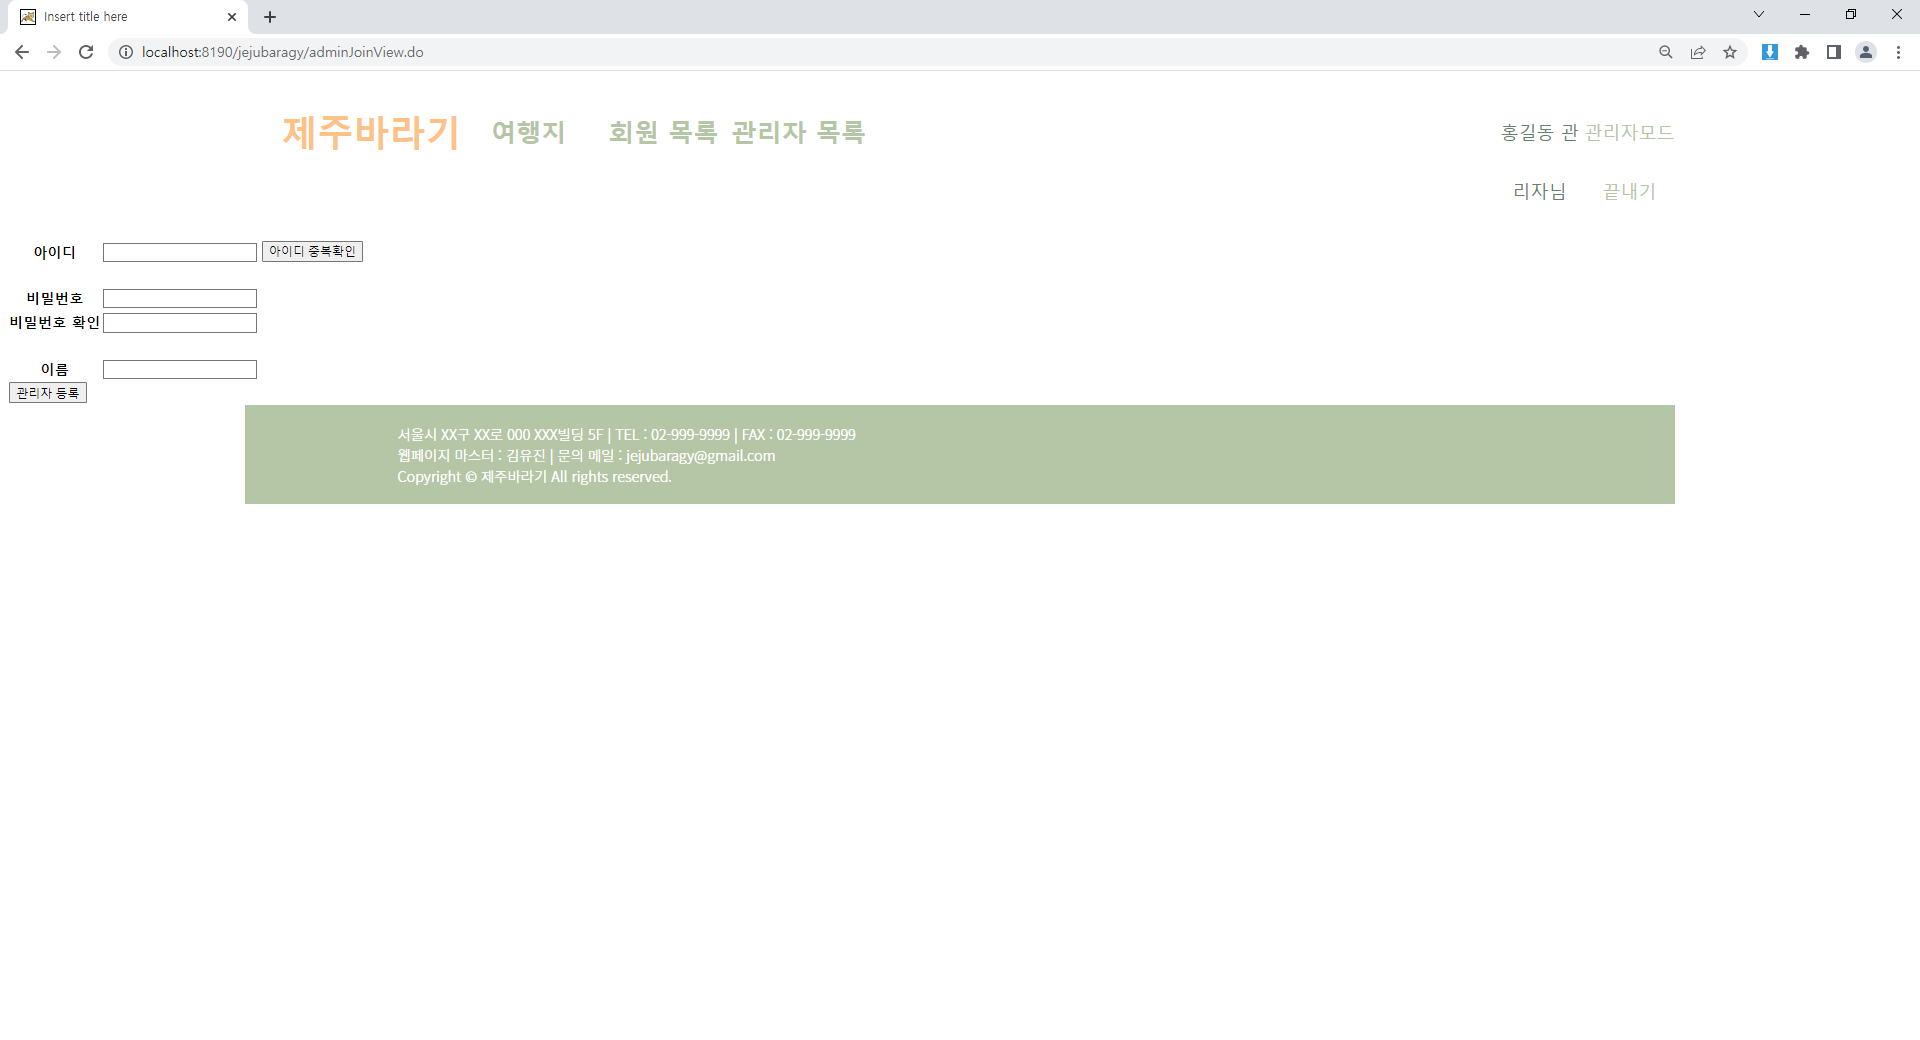 Insert title here
localhost:8190/jejubaragy/adminJoinView.do
제주바라기 여행지 회원 목록 관리자 목록 홍길동 관 관리자모드
리자님 끝내기
아이디 아이디 중복확인
비밀번호
비밀번호 확인
이름
관리자 등록
서울시 XX구 XX로 000 XXX빌딩 5F | TEL : 02-999-9999 | FAX : 02-999-9999
웹페이지 마스터 : 김유진 | 문의 메일 : jejubaragy@gmail.com
Copyright © 제주바라기 All rights reserved.